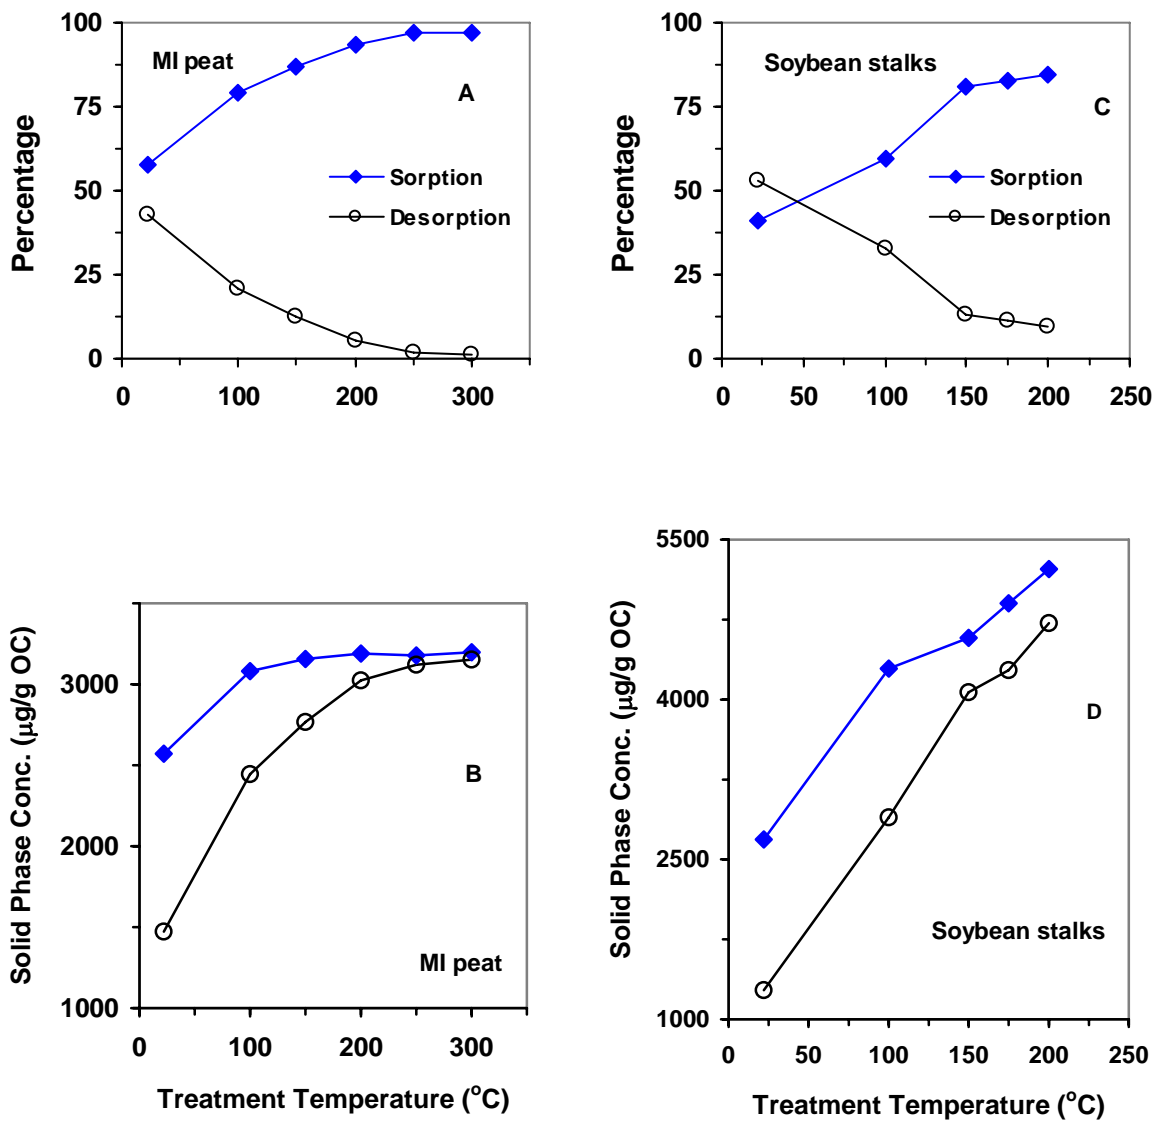 100
75
50
25
0
Percentage
MI peat
A
Sorption
Desorption
0 100 200 300
100
75
50
25
0
Percentage
Soybean stalks
C
Sorption
Desorption
0 50 100 150 200 250
3000
2000
1000
Solid Phase Conc. (μg/g OC)
B
MI peat
0 100 200 300
Treatment Temperature (°C)
5500
4000
2500
1000
Solid Phase Conc. (μg/g OC)
D
Soybean stalks
0 50 100 150 200 250
Treatment Temperature (°C)